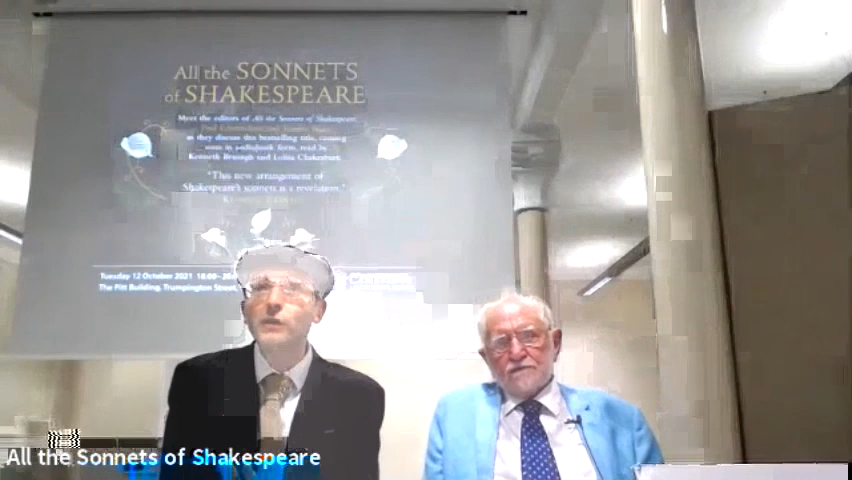 All the SONNETS
of SHAKESPEARE
Meet the editors of All the Sonnets of Shakespeare,
as they discuss this bestselling title, coming
soon in audiobook form, read by
Kenneth Branagh and Lolita Chakrabarti
"This new arrangement of
Shakespeare's sonnets is a revelation."
Tuesday 12 October 2021 18.00–
The Pitt Building, Trumpington Street,
All the Sonnets of Shakespeare